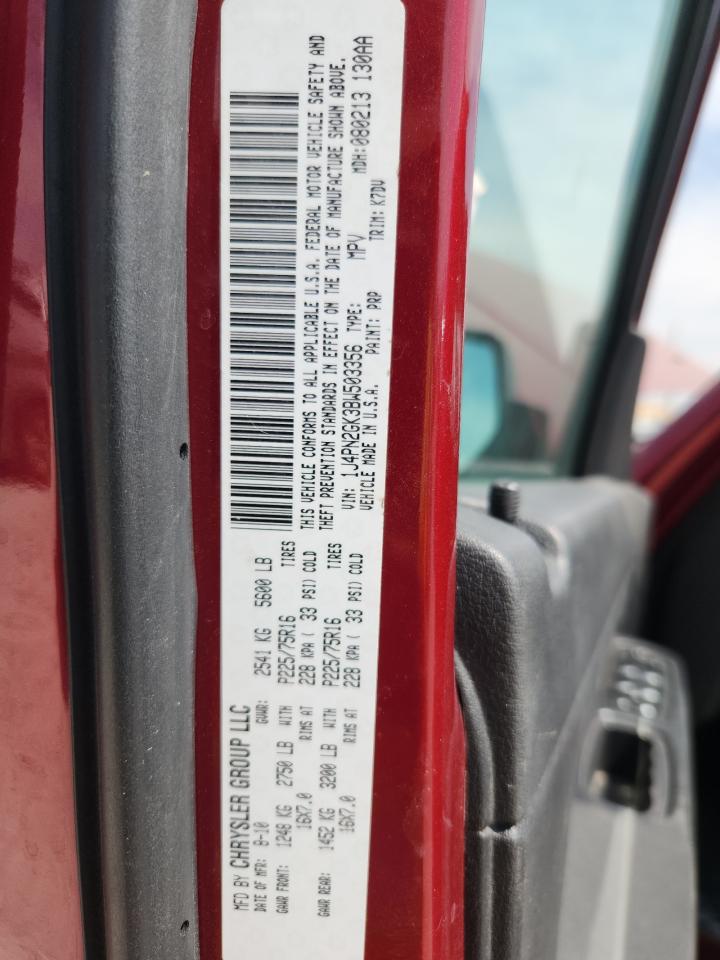 MFD BY CHRYSLER GROUP LLC
DATE OF MFR: 8-10 GVWR: 2541 KG 5600 LB
GAWR FRONT: 1248 KG 2750 LB WITH P225/75R16 TIRES
16X7.0 RIMS AT 228 KPA ( 33 PSI) COLD
GAWR REAR: 1452 KG 3200 LB WITH P225/75R16 TIRES
16X7.0 RIMS AT 228 KPA ( 33 PSI) COLD
THIS VEHICLE CONFORMS TO ALL APPLICABLE U.S.A. FEDERAL MOTOR VEHICLE SAFETY AND
THEFT PREVENTION STANDARDS IN EFFECT ON THE DATE OF MANUFACTURE SHOWN ABOVE.
VIN: 1J4PN2GK3BW503356 TYPE: MPV MDH:080213 130AA
VEHICLE MADE IN U.S.A. PAINT: PRP TRIM: K7DV